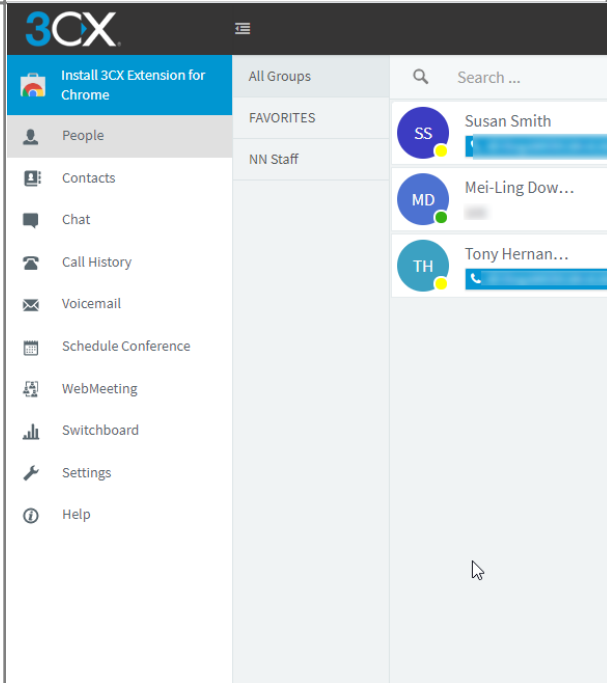 3CX
Install 3CX Extension for
Chrome
People
Contacts
Chat
Call History
Voicemail
Schedule Conference
WebMeeting
Switchboard
Settings
Help
All Groups
FAVORITES
NN Staff
Search ...
SS
Susan Smith
MD
Mei-Ling Dow...
TH
Tony Hernan...